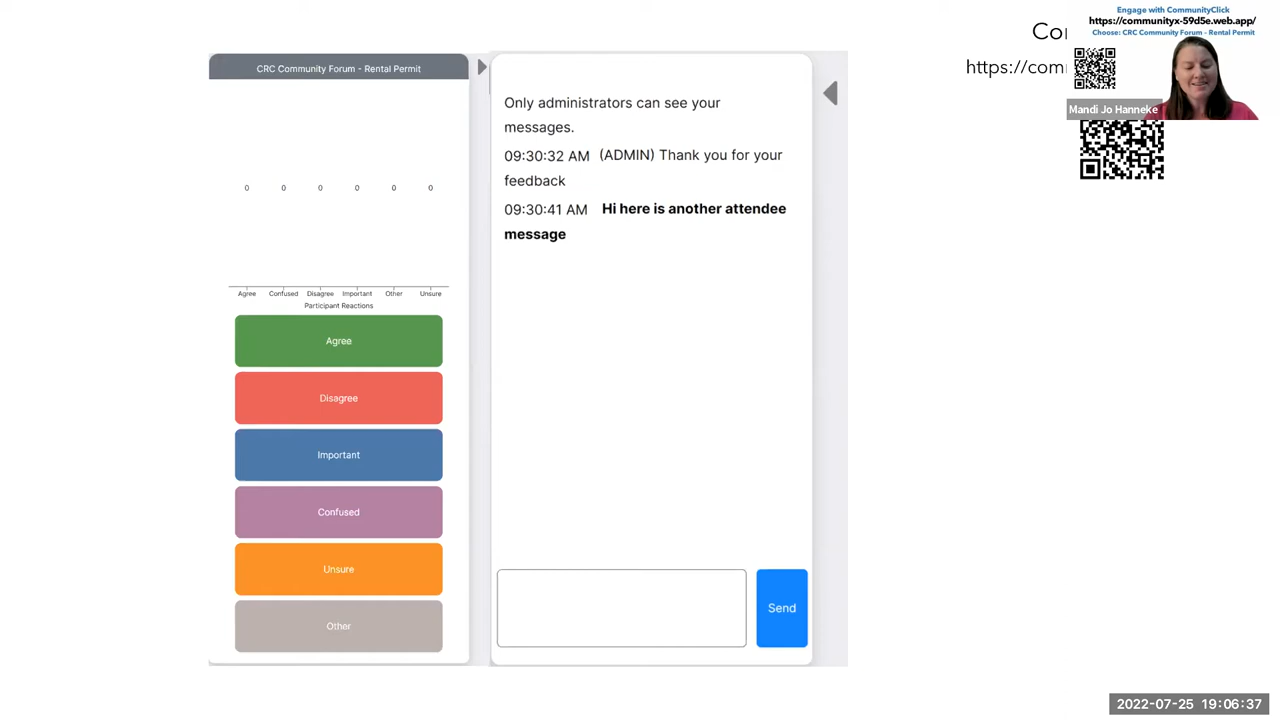 Engage with CommunityClick
https://communityx-59d5e.web.app/
Choose: CRC Community Forum - Rental Permit
Mandi Jo Hanneke
https://com
CRC Community Forum - Rental Permit
0 0 0 0 0 0
Agree Confused Disagree Important Other Unsure
Participant Reactions
Agree
Disagree
Important
Confused
Unsure
Other
Only administrators can see your
messages.
09:30:32 AM (ADMIN) Thank you for your
feedback
09:30:41 AM Hi here is another attendee
message
Send
2022-07-25 19:06:37